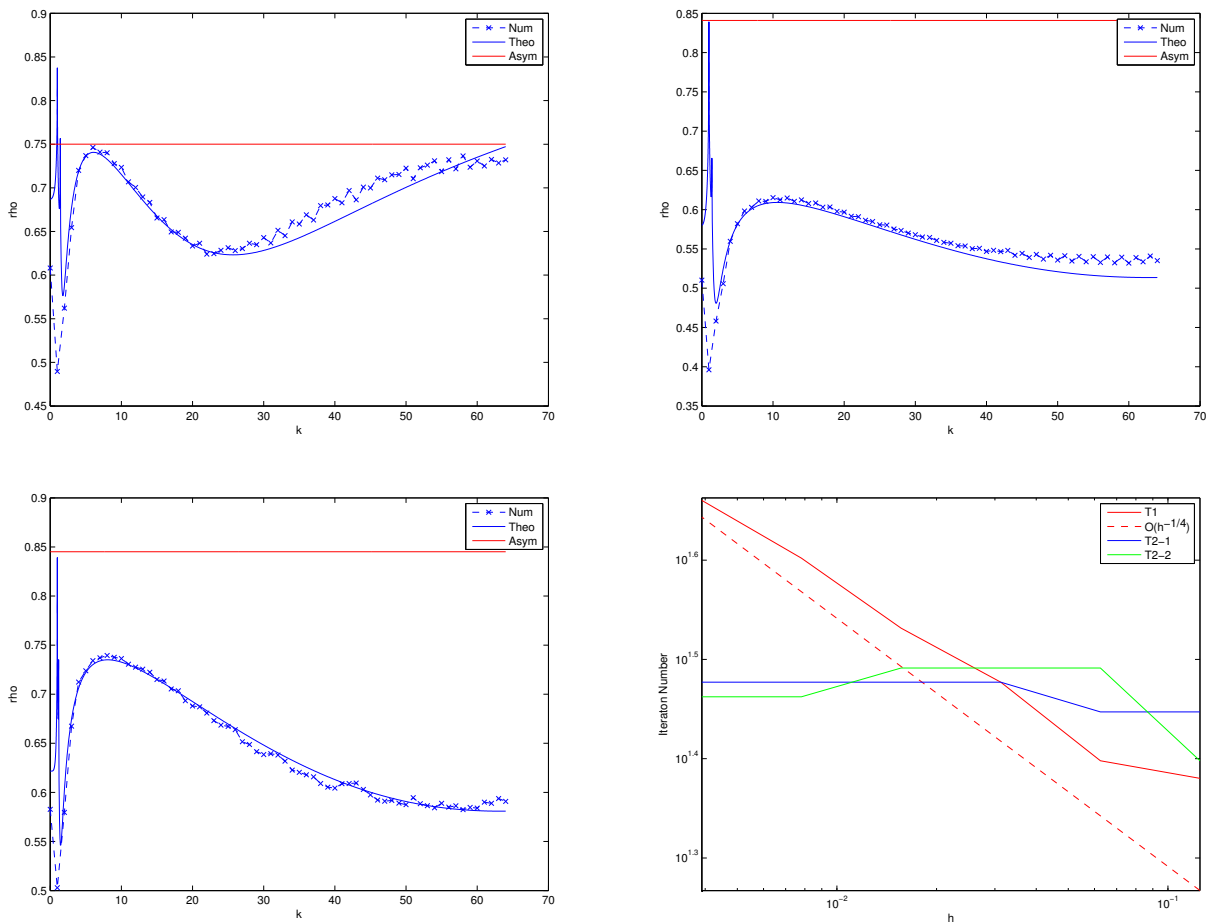 0.9
0.85
0.8
0.75
0.7
0.65
0.6
0.55
0.5
0.45
rho
0
10
20
30
40
50
60
70
k
Num
Theo
Asym
0.85
0.8
0.75
0.7
0.65
0.6
0.55
0.5
0.45
0.4
0.35
rho
0
10
20
30
40
50
60
70
k
Num
Theo
Asym
0.9
0.85
0.8
0.75
0.7
0.65
0.6
0.55
0.5
rho
0
10
20
30
40
50
60
70
k
Num
Theo
Asym
10^1.6
10^1.5
10^1.4
10^1.3
Iteraton Number
10^−2
10^−1
h
T1
O(h^−1/4)
T2−1
T2−2